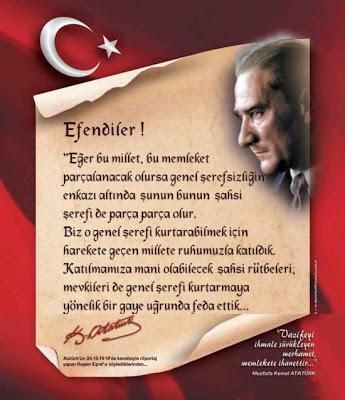 Efendiler !
"Eğer bu millet, bu memleket
parçalanacak olursa genel şerefsizliğin
enkazı altında şunun bunun şahsi
şerefi de parça parça olur.
Biz o genel şerefi kurtarabilmek için
harekete geçen millete ruhumuzla katıldık.
Katılmamıza mani olabilecek şahsi rütbeleri,
mevkileri de genel şerefi kurtarmaya
yönelik bir gaye uğrunda feda ettik...
K. Atatürk
Atatürk'ün 24.10.1919'da kendisiyle röportaj
yapan Ruşen Eşref'e söylediklerinden...
"Vazifeyi
ihmale sürükleyen
merhamet,
memlekete ihanettir..."
Mustafa Kemal ATATÜRK